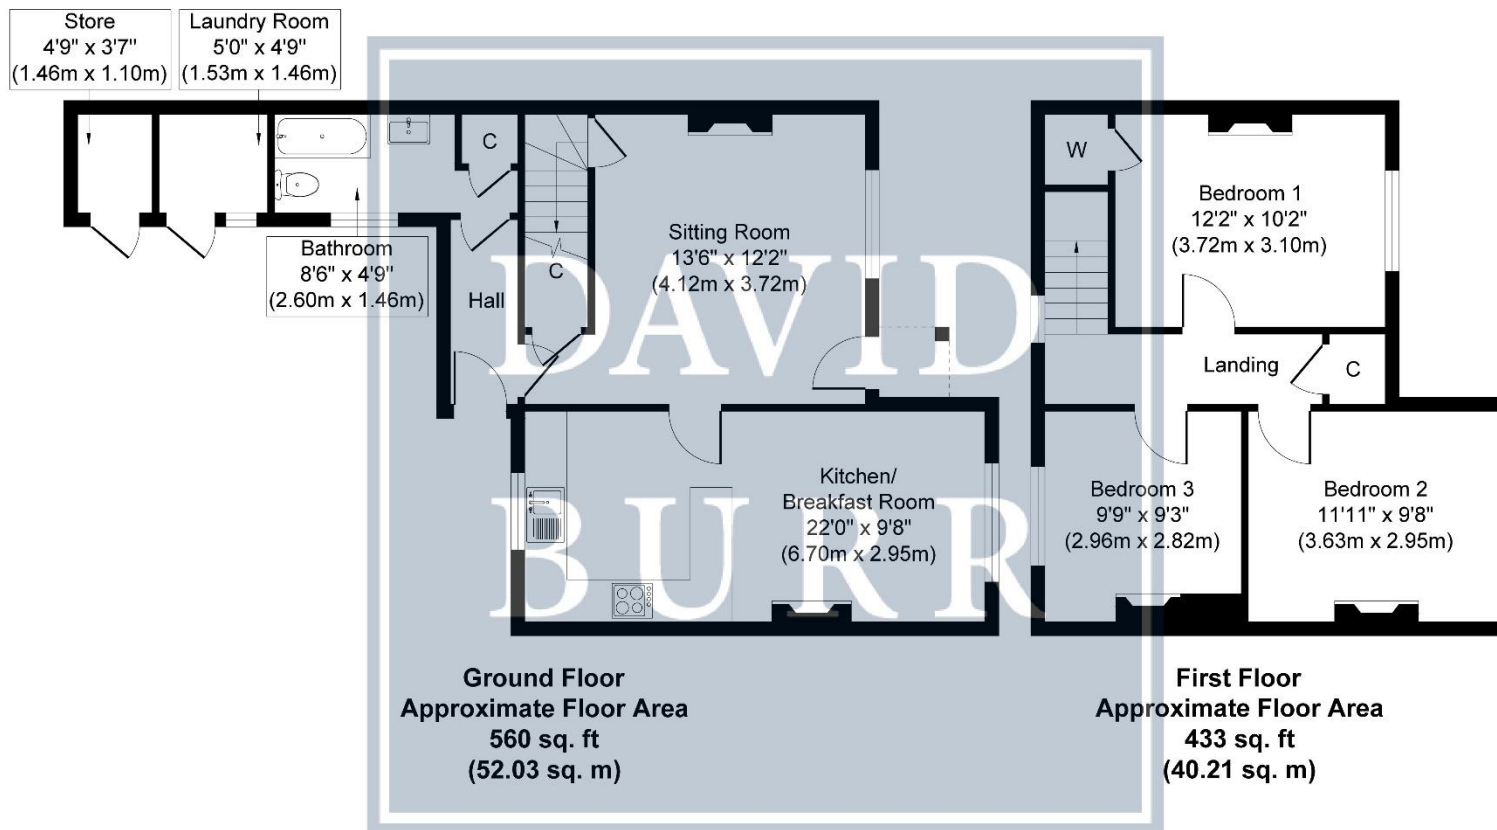 Store
4'9" x 3'7"
(1.46m x 1.10m)
Laundry Room
5'0" x 4'9"
(1.53m x 1.46m)
C
Bathroom
8'6" x 4'9"
(2.60m x 1.46m)
Hall
C
Sitting Room
13'6" x 12'2"
(4.12m x 3.72m)
Kitchen/
Breakfast Room
22'0" x 9'8"
(6.70m x 2.95m)
W
Bedroom 1
12'2" x 10'2"
(3.72m x 3.10m)
Landing
C
Bedroom 3
9'9" x 9'3"
(2.96m x 2.82m)
Bedroom 2
11'11" x 9'8"
(3.63m x 2.95m)
DAVID
BURR
Ground Floor
Approximate Floor Area
560 sq. ft
(52.03 sq. m)
First Floor
Approximate Floor Area
433 sq. ft
(40.21 sq. m)